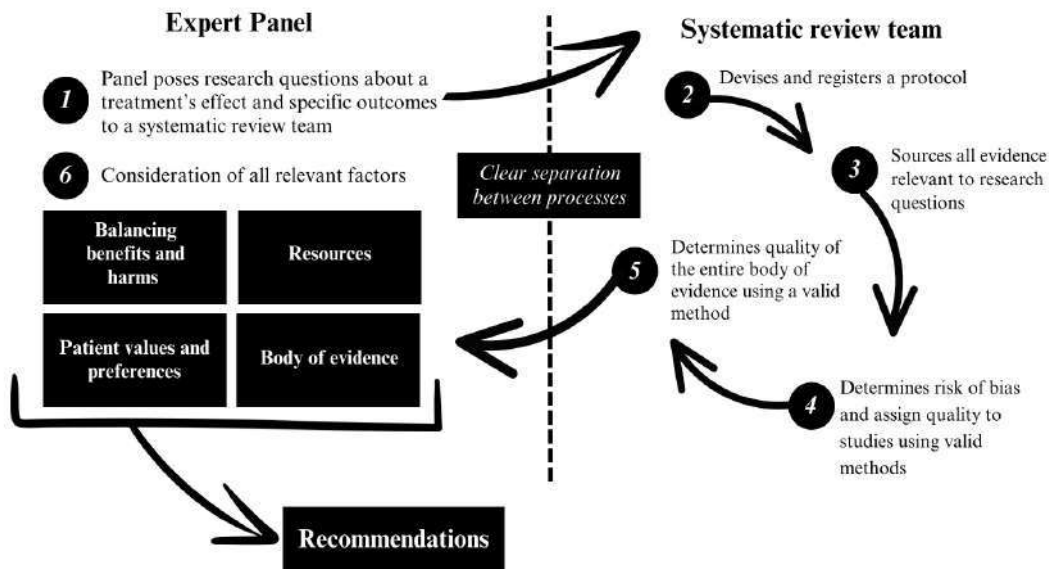 Expert Panel
1
Panel poses research questions about a
treatment's effect and specific outcomes
to a systematic review team
6
Consideration of all relevant factors
Balancing
benefits and
harms
Resources
Patient values and
preferences
Body of evidence
Recommendations
Clear separation
between processes
Systematic review team
2
Devises and registers a protocol
3
Sources all evidence
relevant to research
questions
4
Determines risk of bias
and assign quality to
studies using valid
methods
5
Determines quality of
the entire body of
evidence using a valid
method